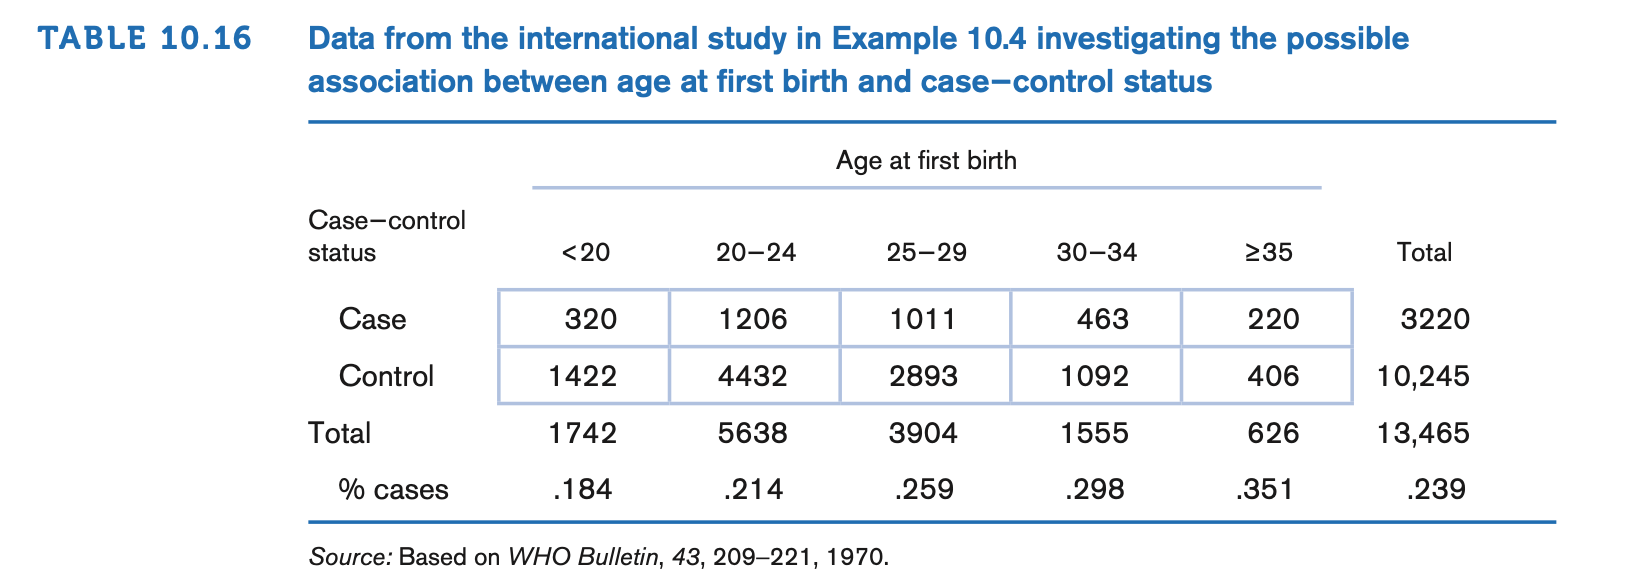 TABLE 10.16 Data from the international study in Example 10.4 investigating the possible
association between age at first birth and case–control status
Age at first birth
Case–control
status <20 20–24 25–29 30–34 ≥35 Total
Case 320 1206 1011 463 220 3220
Control 1422 4432 2893 1092 406 10,245
Total 1742 5638 3904 1555 626 13,465
% cases .184 .214 .259 .298 .351 .239
Source: Based on WHO Bulletin, 43, 209–221, 1970.